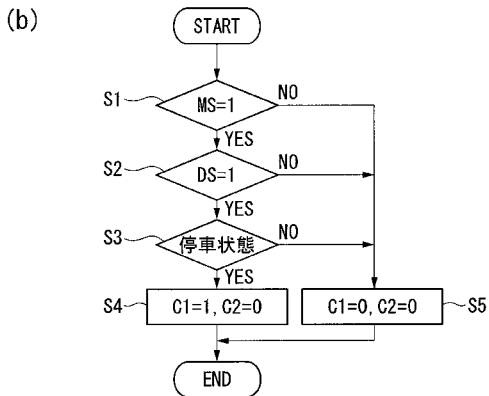 (b)
START
S1
MS=1
NO
YES
S2
DS=1
NO
YES
S3
停車状態
NO
YES
S4
C1=1, C2=0
C1=0, C2=0
S5
END